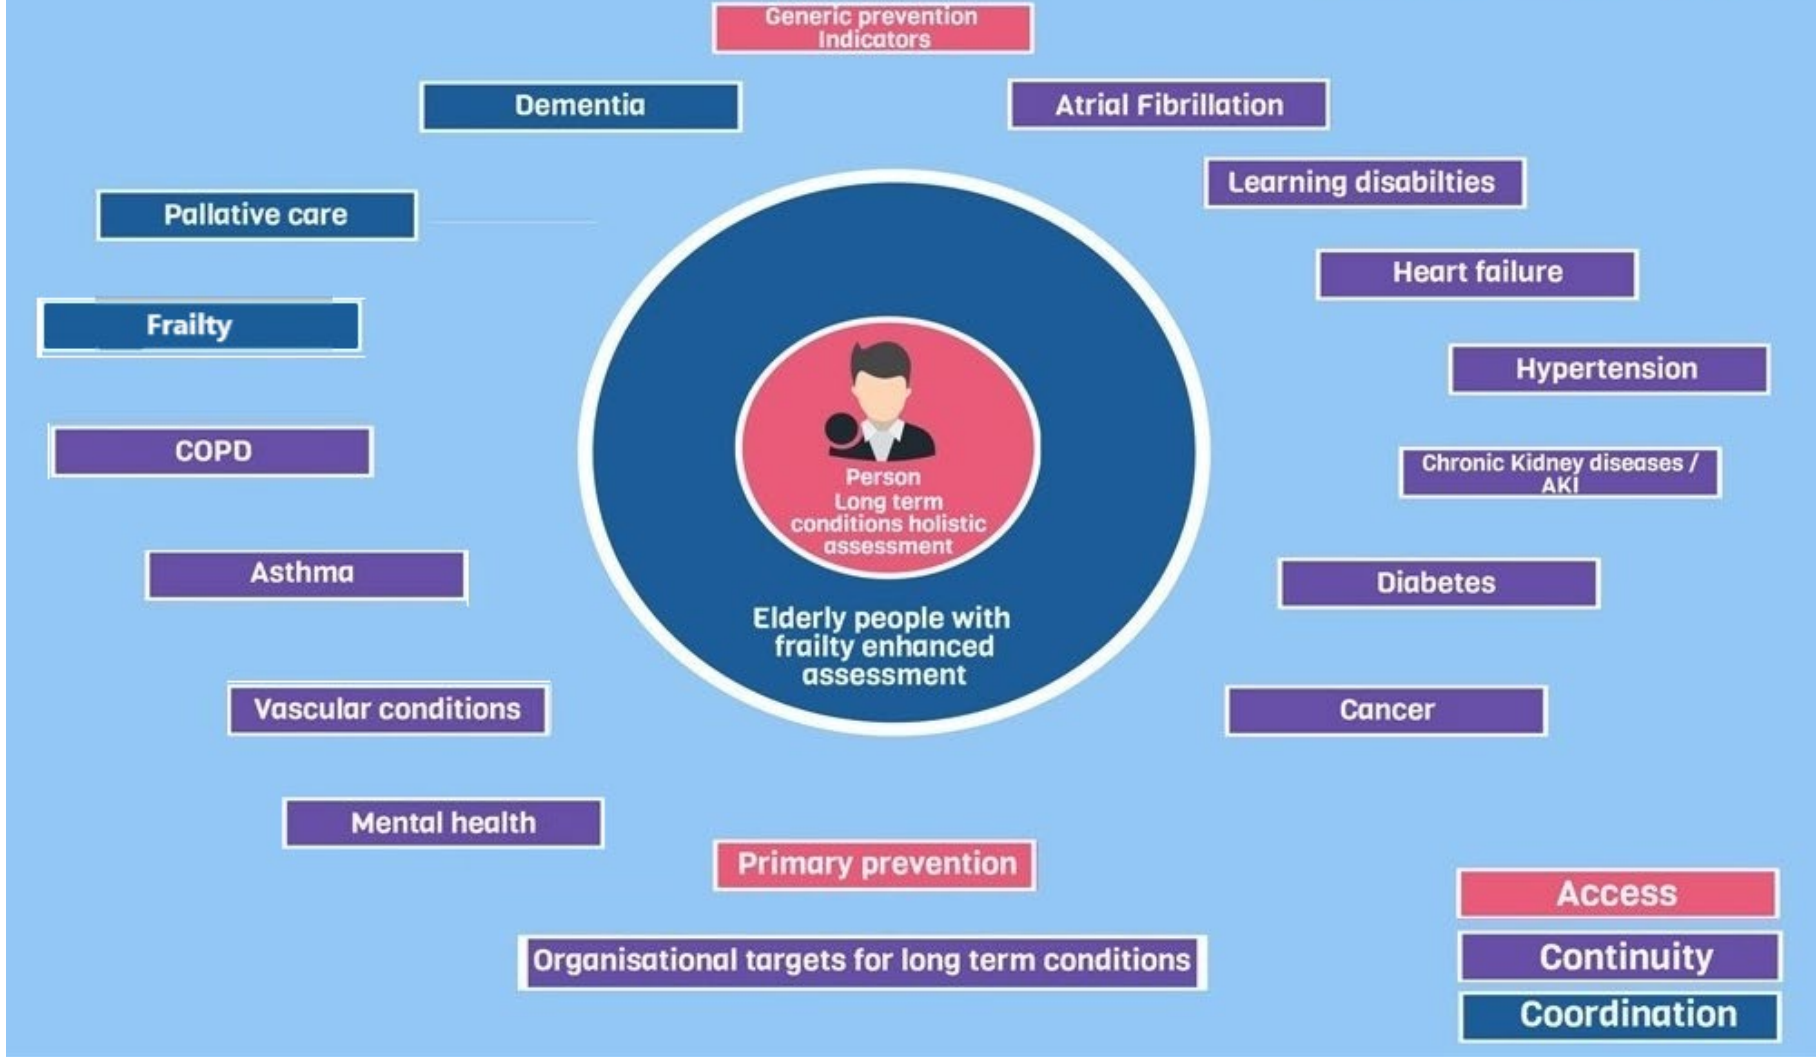 Generic prevention
Indicators
Dementia
Atrial Fibrillation
Learning disabilties
Pallative care
Heart failure
Frailty
Hypertension
COPD
Chronic Kidney diseases /
AKI
Person
Long term
conditions holistic
assessment
Asthma
Diabetes
Elderly people with
frailty enhanced
assessment
Vascular conditions
Cancer
Mental health
Primary prevention
Organisational targets for long term conditions
Access
Continuity
Coordination